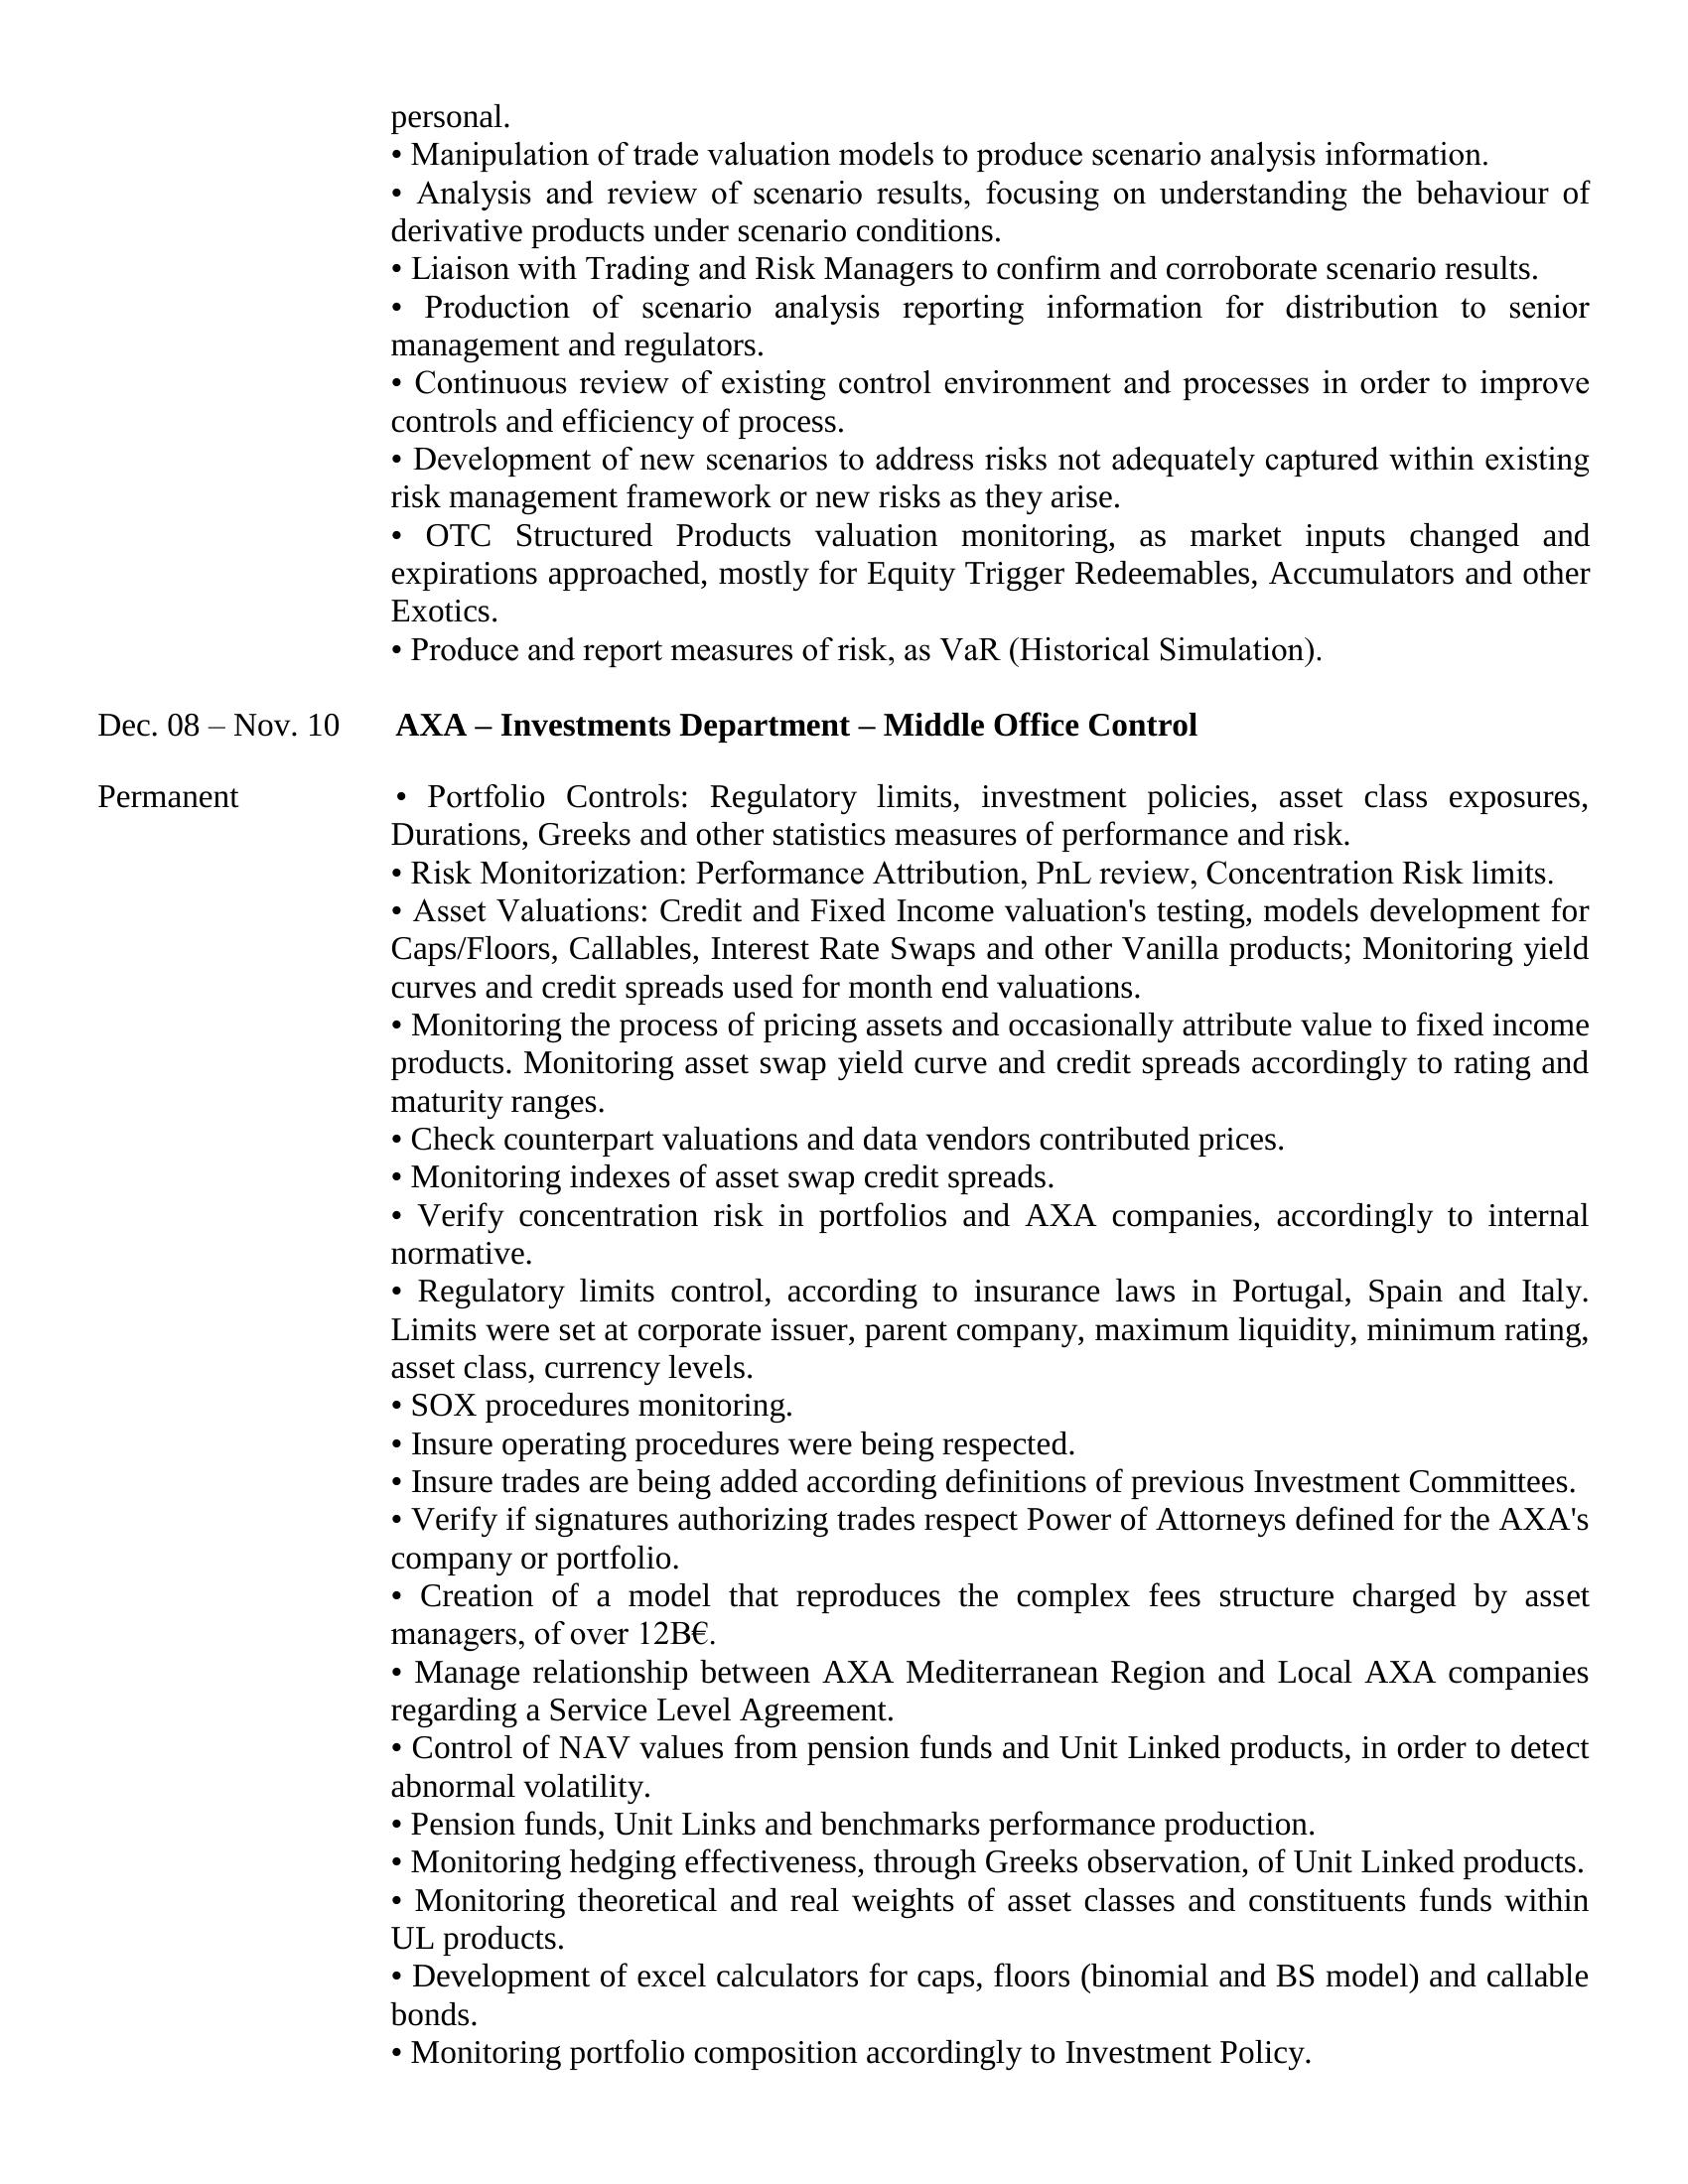 personal.
• Manipulation of trade valuation models to produce scenario analysis information.
• Analysis and review of scenario results, focusing on understanding the behaviour of
derivative products under scenario conditions.
• Liaison with Trading and Risk Managers to confirm and corroborate scenario results.
• Production of scenario analysis reporting information for distribution to senior
management and regulators.
• Continuous review of existing control environment and processes in order to improve
controls and efficiency of process.
• Development of new scenarios to address risks not adequately captured within existing
risk management framework or new risks as they arise.
• OTC Structured Products valuation monitoring, as market inputs changed and
expirations approached, mostly for Equity Trigger Redeemables, Accumulators and other
Exotics.
• Produce and report measures of risk, as VaR (Historical Simulation).
Dec. 08 – Nov. 10 AXA – Investments Department – Middle Office Control
Permanent • Portfolio Controls: Regulatory limits, investment policies, asset class exposures,
Durations, Greeks and other statistics measures of performance and risk.
• Risk Monitorization: Performance Attribution, PnL review, Concentration Risk limits.
• Asset Valuations: Credit and Fixed Income valuation's testing, models development for
Caps/Floors, Callables, Interest Rate Swaps and other Vanilla products; Monitoring yield
curves and credit spreads used for month end valuations.
• Monitoring the process of pricing assets and occasionally attribute value to fixed income
products. Monitoring asset swap yield curve and credit spreads accordingly to rating and
maturity ranges.
• Check counterpart valuations and data vendors contributed prices.
• Monitoring indexes of asset swap credit spreads.
• Verify concentration risk in portfolios and AXA companies, accordingly to internal
normative.
• Regulatory limits control, according to insurance laws in Portugal, Spain and Italy.
Limits were set at corporate issuer, parent company, maximum liquidity, minimum rating,
asset class, currency levels.
• SOX procedures monitoring.
• Insure operating procedures were being respected.
• Insure trades are being added according definitions of previous Investment Committees.
• Verify if signatures authorizing trades respect Power of Attorneys defined for the AXA's
company or portfolio.
• Creation of a model that reproduces the complex fees structure charged by asset
managers, of over 12B€.
• Manage relationship between AXA Mediterranean Region and Local AXA companies
regarding a Service Level Agreement.
• Control of NAV values from pension funds and Unit Linked products, in order to detect
abnormal volatility.
• Pension funds, Unit Links and benchmarks performance production.
• Monitoring hedging effectiveness, through Greeks observation, of Unit Linked products.
• Monitoring theoretical and real weights of asset classes and constituents funds within
UL products.
• Development of excel calculators for caps, floors (binomial and BS model) and callable
bonds.
• Monitoring portfolio composition accordingly to Investment Policy.